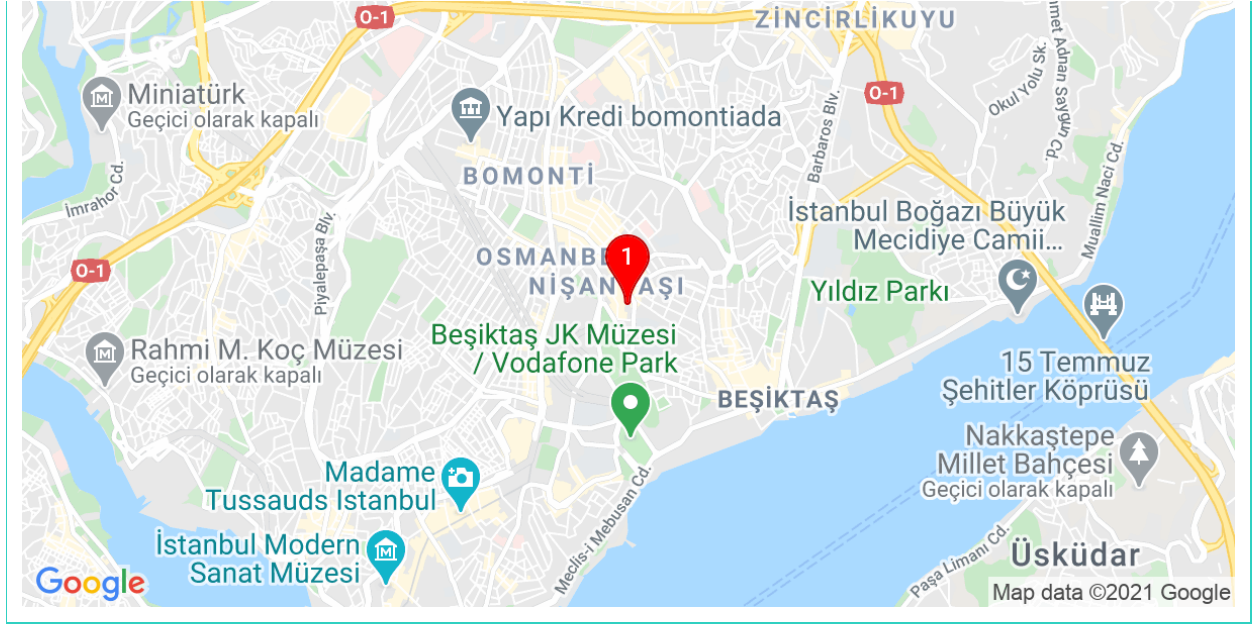 O-1
ZİNCİRLİKUYU
Miniatürk
Geçici olarak kapalı
Yapı Kredi bomontiada
O-1
Okul Yolu Sk.
met Adnan Saygun Cd.
Barbaros Blv.
Muallim Naci Cd.
BOMONTİ
İmrahor Cd.
Piyalepaşa Blv.
İstanbul Boğazı Büyük
Mecidiye Camii...
OSMANBE
1
NİŞAN AŞI
O-1
Yıldız Parkı
Beşiktaş JK Müzesi
/ Vodafone Park
Rahmi M. Koç Müzesi
Geçici olarak kapalı
15 Temmuz
Şehitler Köprüsü
BEŞİKTAŞ
Nakkaştepe
Millet Bahçesi
Geçici olarak kapalı
Madame
Tussauds Istanbul
Meclis-i Mebusan Cd.
İstanbul Modern
Sanat Müzesi
Paşa Limanı Cd.
Üsküdar
Google
Map data ©2021 Google